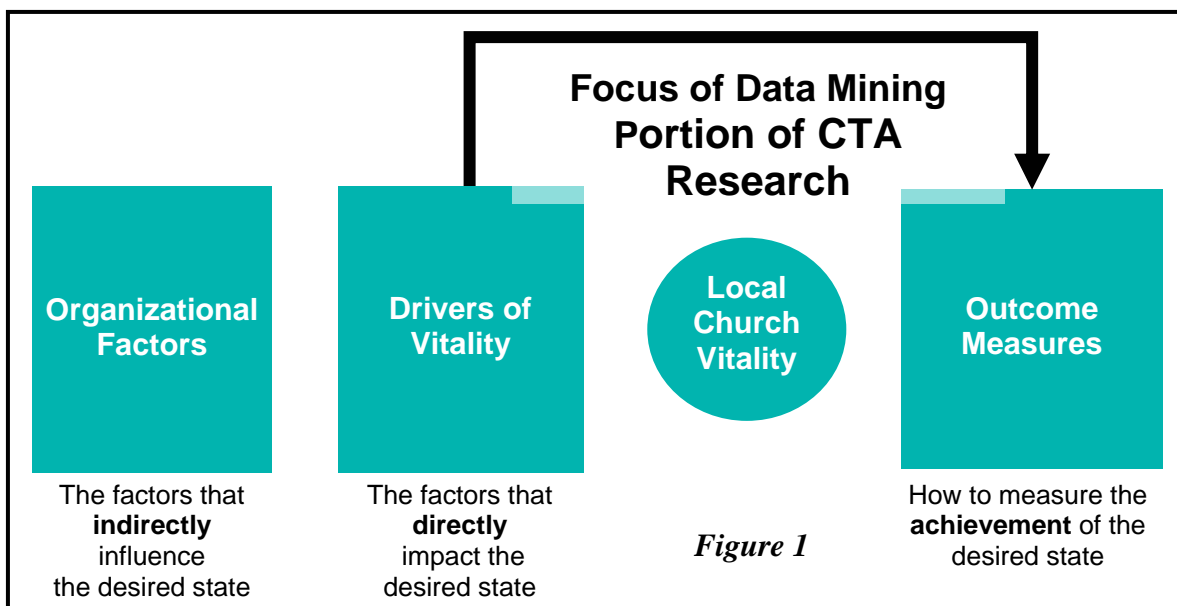 Focus of Data Mining
Portion of CTA
Research
Organizational
Factors
The factors that
indirectly
influence
the desired state
Drivers of
Vitality
The factors that
directly
impact the
desired state
Local
Church
Vitality
Figure 1
Outcome
Measures
How to measure the
achievement of the
desired state